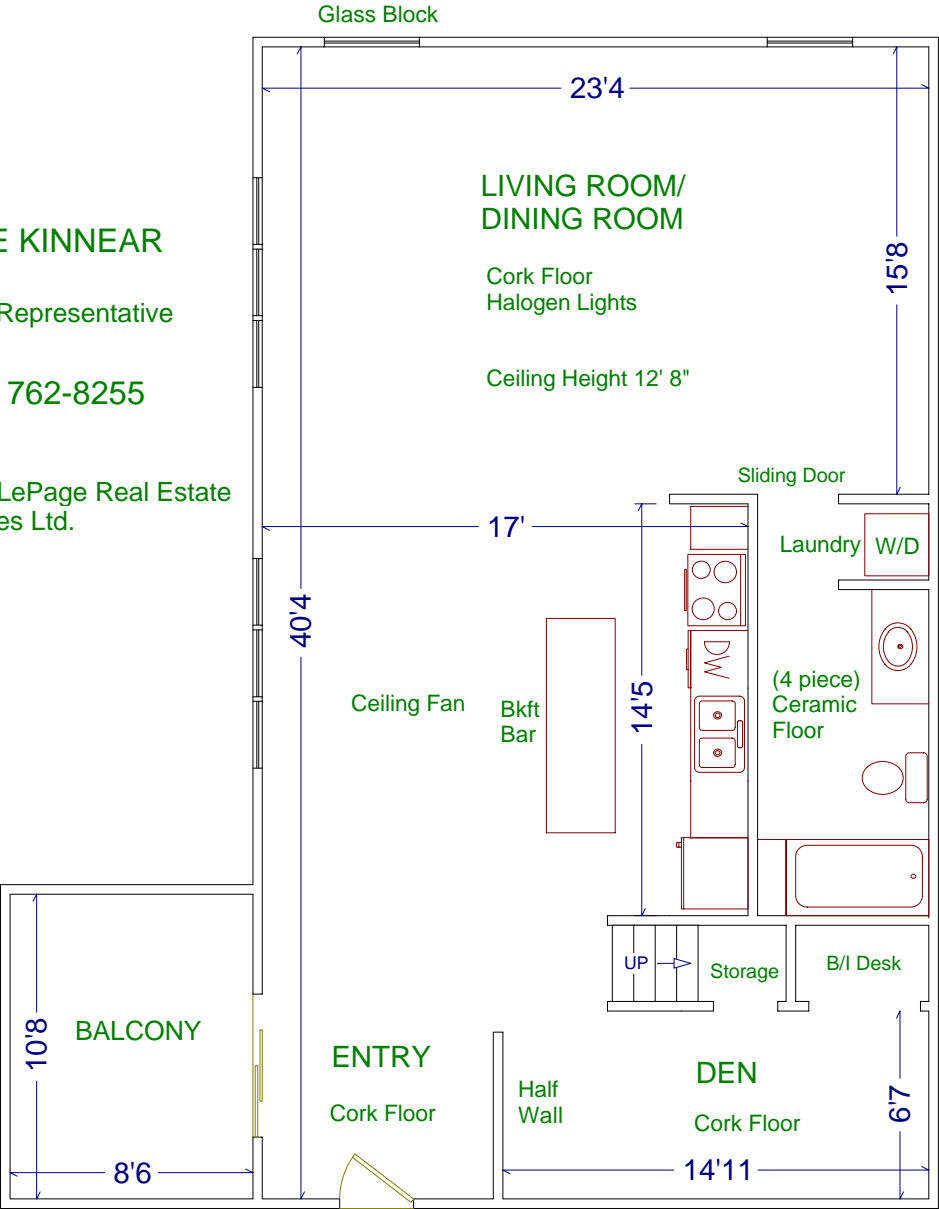 Glass Block
23'4
LIVING ROOM/
DINING ROOM
E KINNEAR
15'8
Cork Floor
Halogen Lights
Representative
Ceiling Height 12' 8"
762-8255
Sliding Door
LePage Real Estate
es Ltd.
17'
Laundry
W/D
40'4
DW
(4 piece)
Ceramic
Floor
Ceiling Fan
Bkft
Bar
14'5
UP
Storage
B/I Desk
BALCONY
10'8
ENTRY
DEN
Half
Wall
Cork Floor
Cork Floor
6'7
8'6
14'11